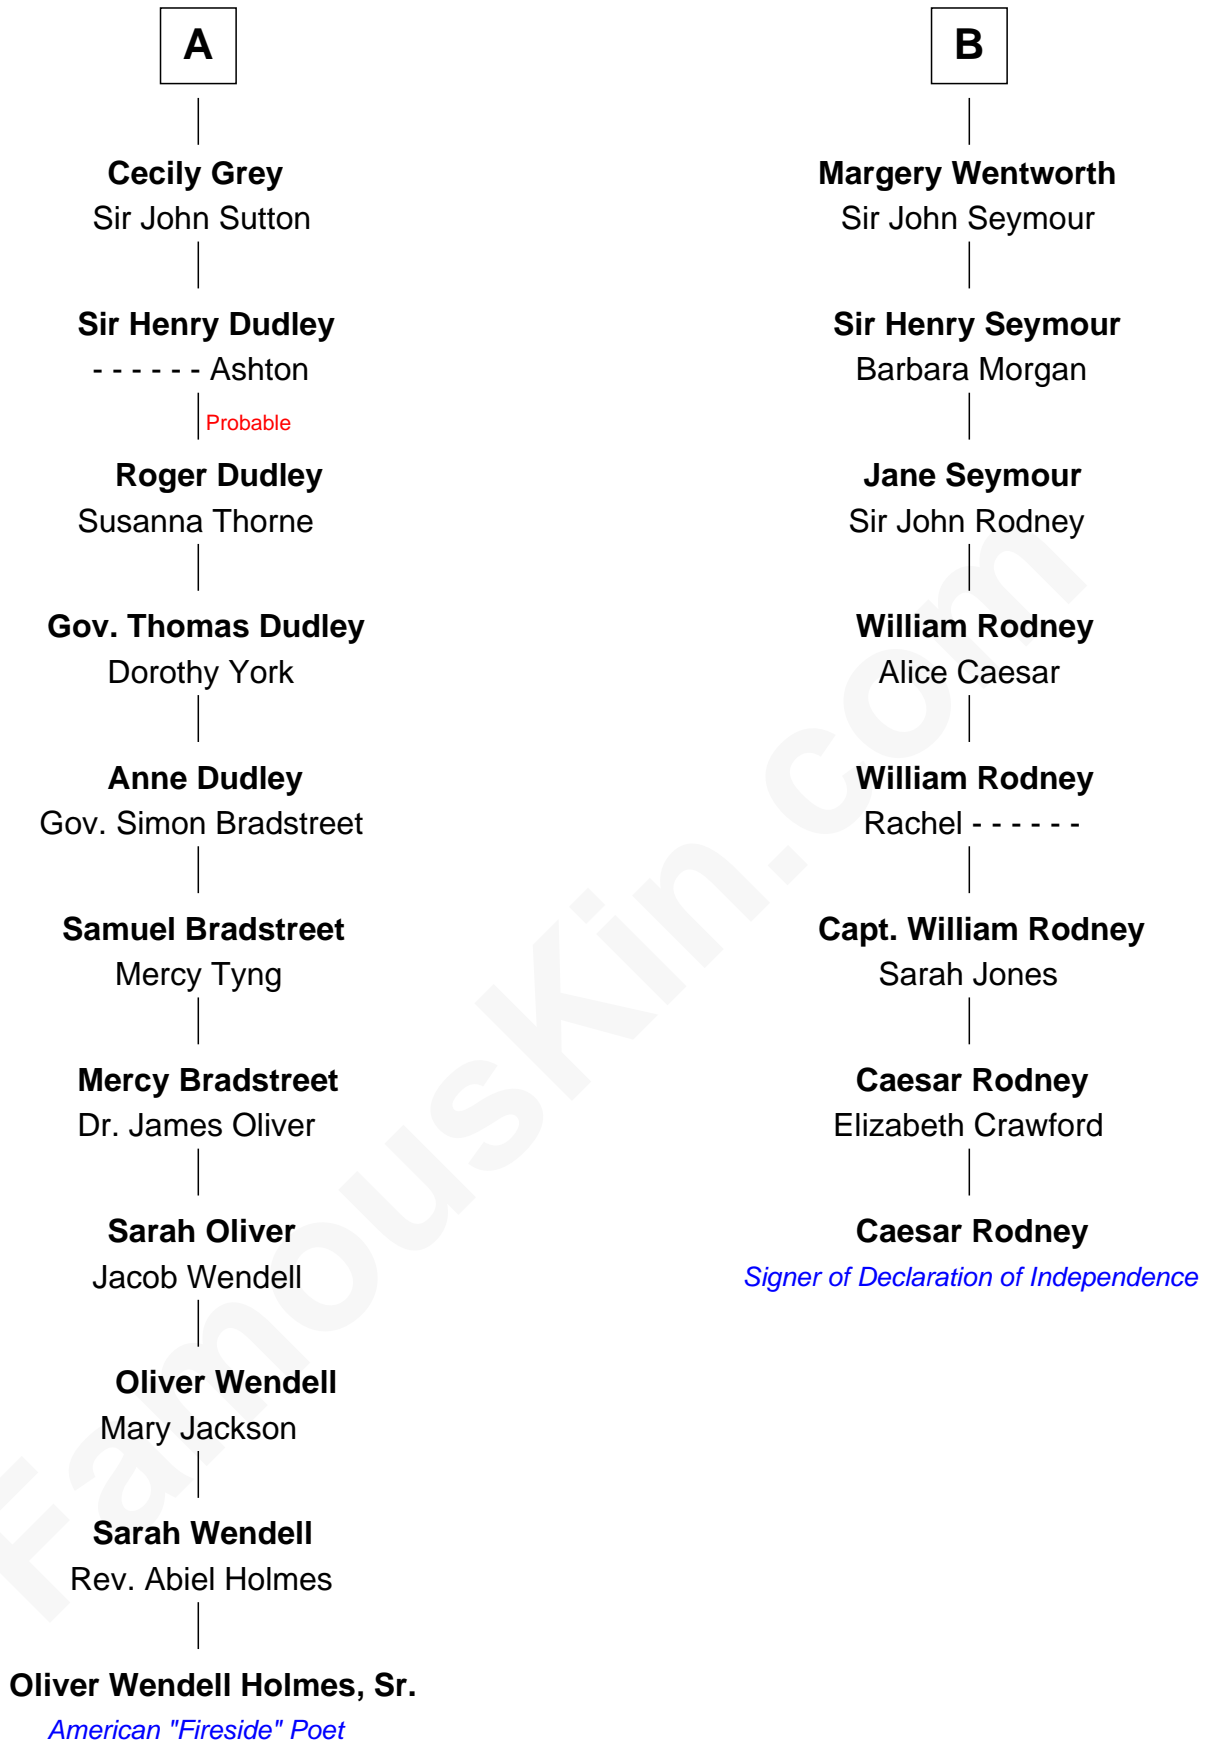 A
Cecily Grey
Sir John Sutton
Sir Henry Dudley
- - - - - - Ashton
Probable
Roger Dudley
Susanna Thorne
Gov. Thomas Dudley
Dorothy York
Anne Dudley
Gov. Simon Bradstreet
Samuel Bradstreet
Mercy Tyng
Mercy Bradstreet
Dr. James Oliver
Sarah Oliver
Jacob Wendell
Oliver Wendell
Mary Jackson
Sarah Wendell
Rev. Abiel Holmes
Oliver Wendell Holmes, Sr.
American "Fireside" Poet
B
Margery Wentworth
Sir John Seymour
Sir Henry Seymour
Barbara Morgan
Jane Seymour
Sir John Rodney
William Rodney
Alice Caesar
William Rodney
Rachel - - - - - -
Capt. William Rodney
Sarah Jones
Caesar Rodney
Elizabeth Crawford
Caesar Rodney
Signer of Declaration of Independence
FamousKin.com